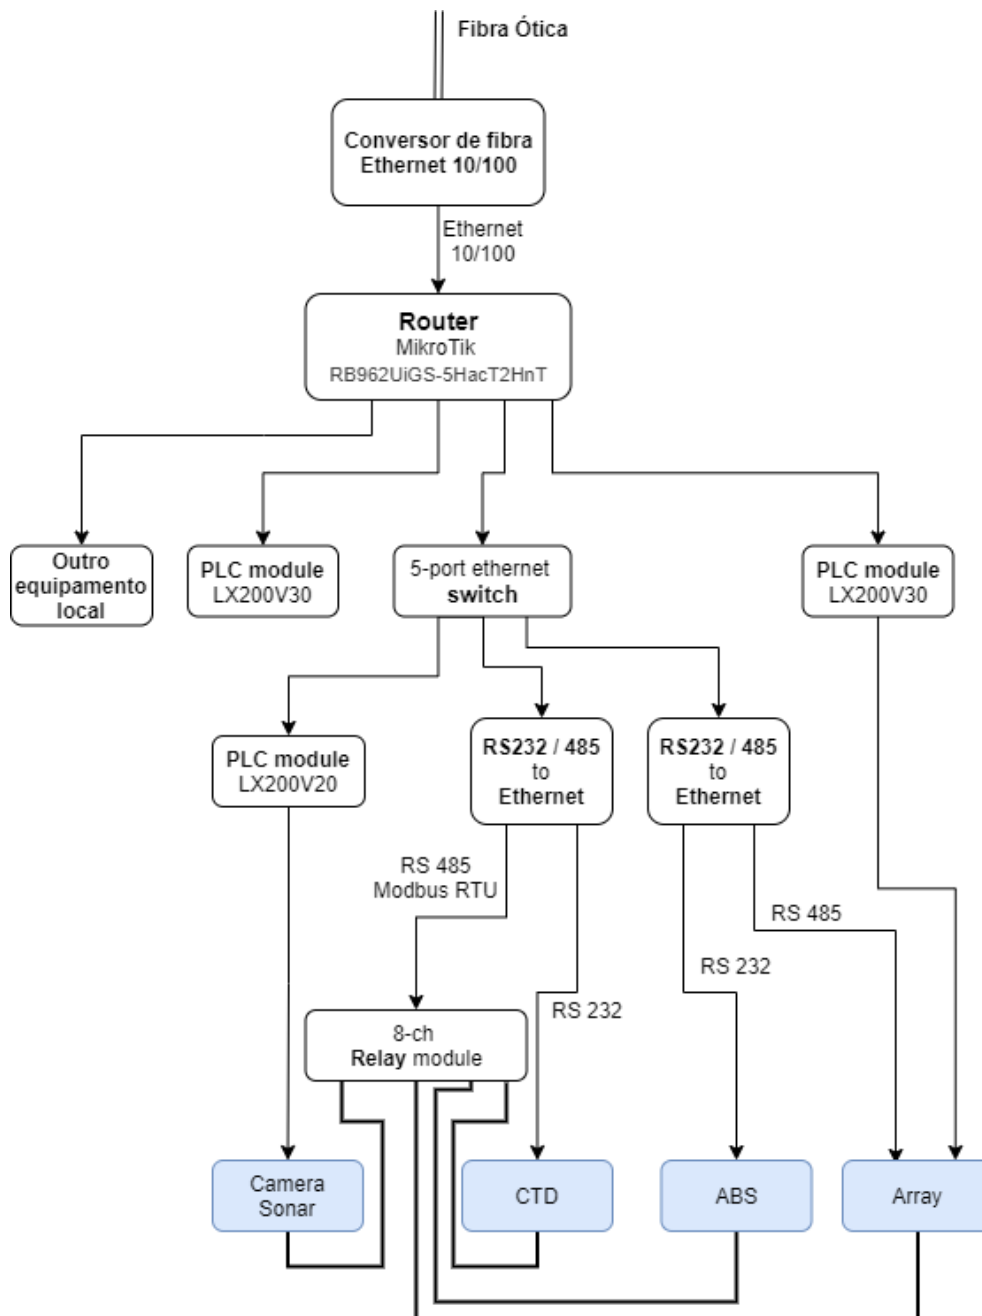 Fibra Ótica
Conversor de fibra
Ethernet 10/100
Ethernet
10/100
Router
MikroTik
RB962UiGS-5HacT2HnT
Outro
equipamento
local
PLC module
LX200V30
5-port ethernet
switch
PLC module
LX200V30
PLC module
LX200V20
RS232 / 485
to
Ethernet
RS232 / 485
to
Ethernet
RS 485
Modbus RTU
RS 485
RS 232
RS 232
8-ch
Relay module
Camera
Sonar
CTD
ABS
Array